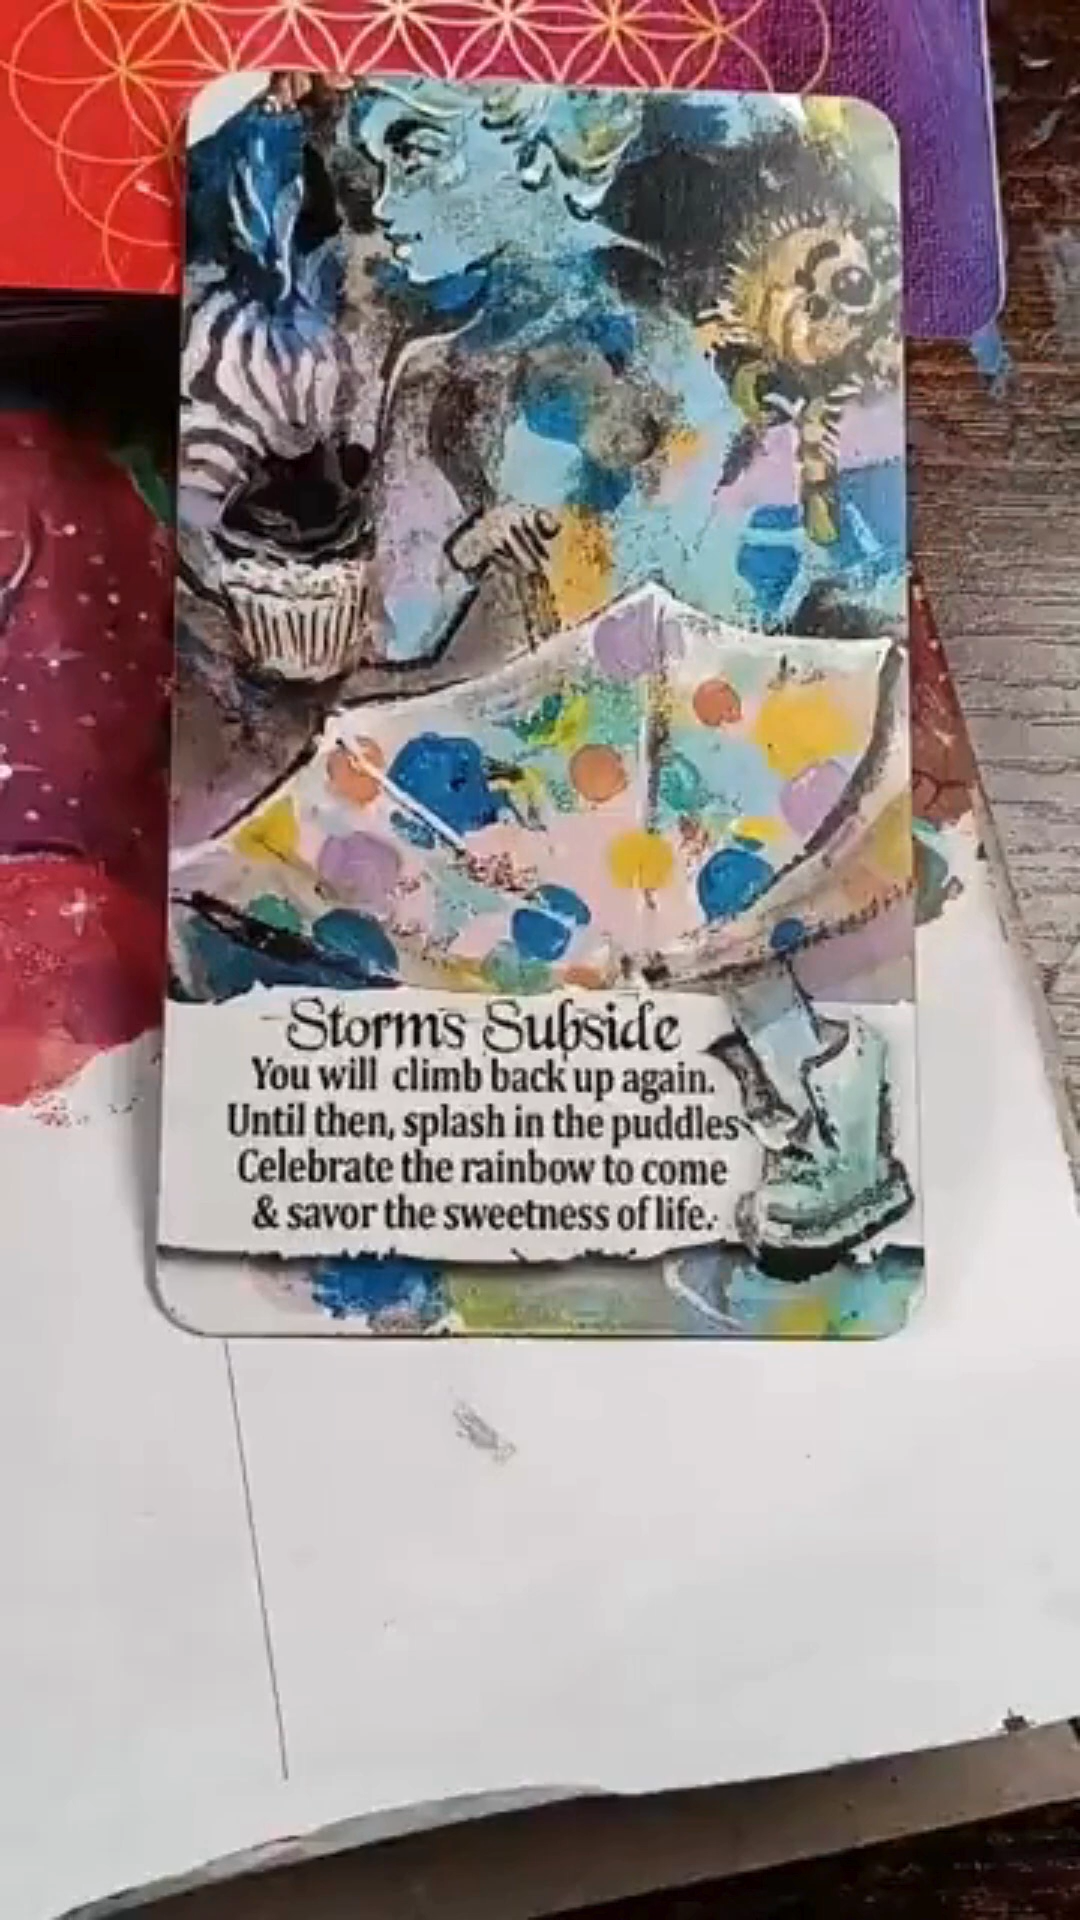 Storms Subside
You will climb back up again.
Until then, splash in the puddles
Celebrate the rainbow to come
& savor the sweetness of life.